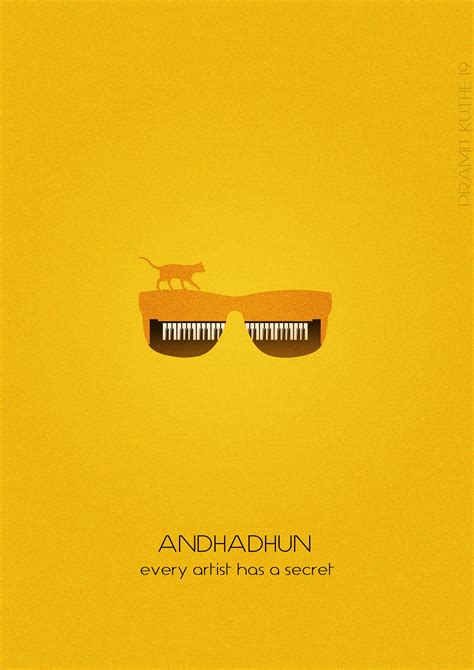 PRAMIT KUTHE 19
ANDHADHUN
every artist has a secret